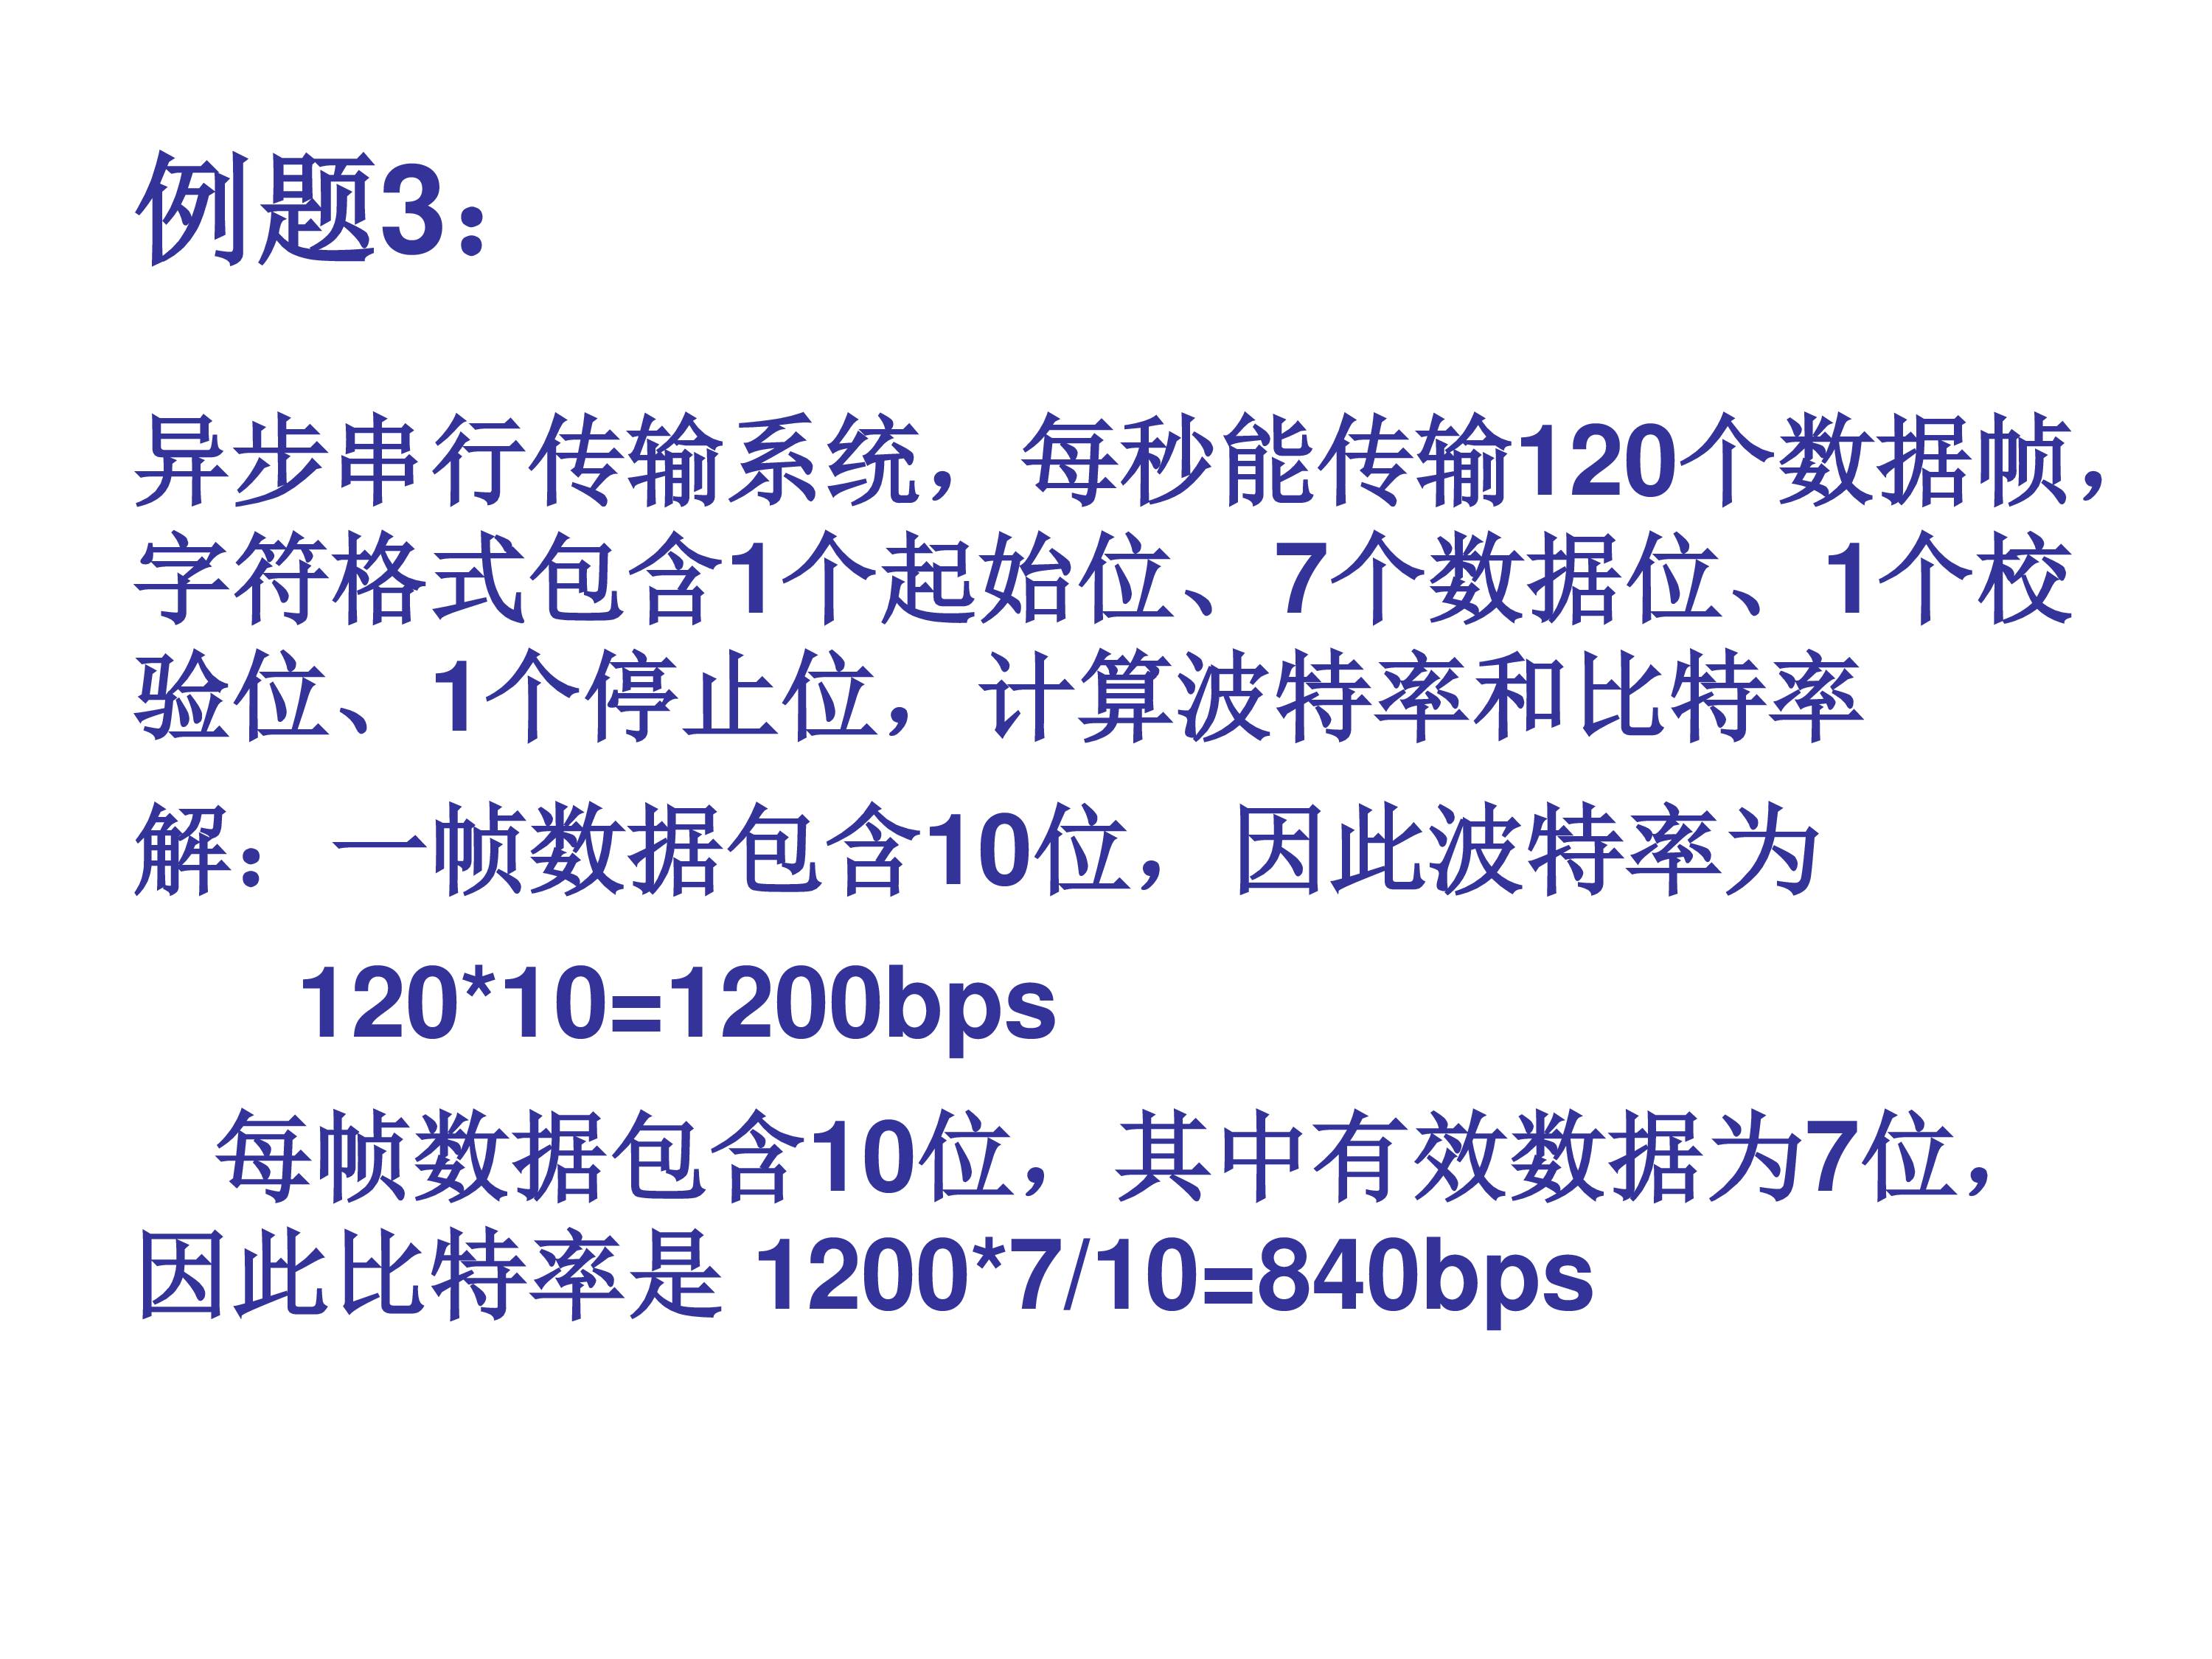 例题3：
异步串行传输系统，每秒能传输120个数据帧，
字符格式包含1个起始位、7个数据位、1个校
验位、1个停止位，计算波特率和比特率
解：一帧数据包含10位，因此波特率为
120*10=1200bps
每帧数据包含10位，其中有效数据为7位，
因此比特率是 1200*7/10=840bps